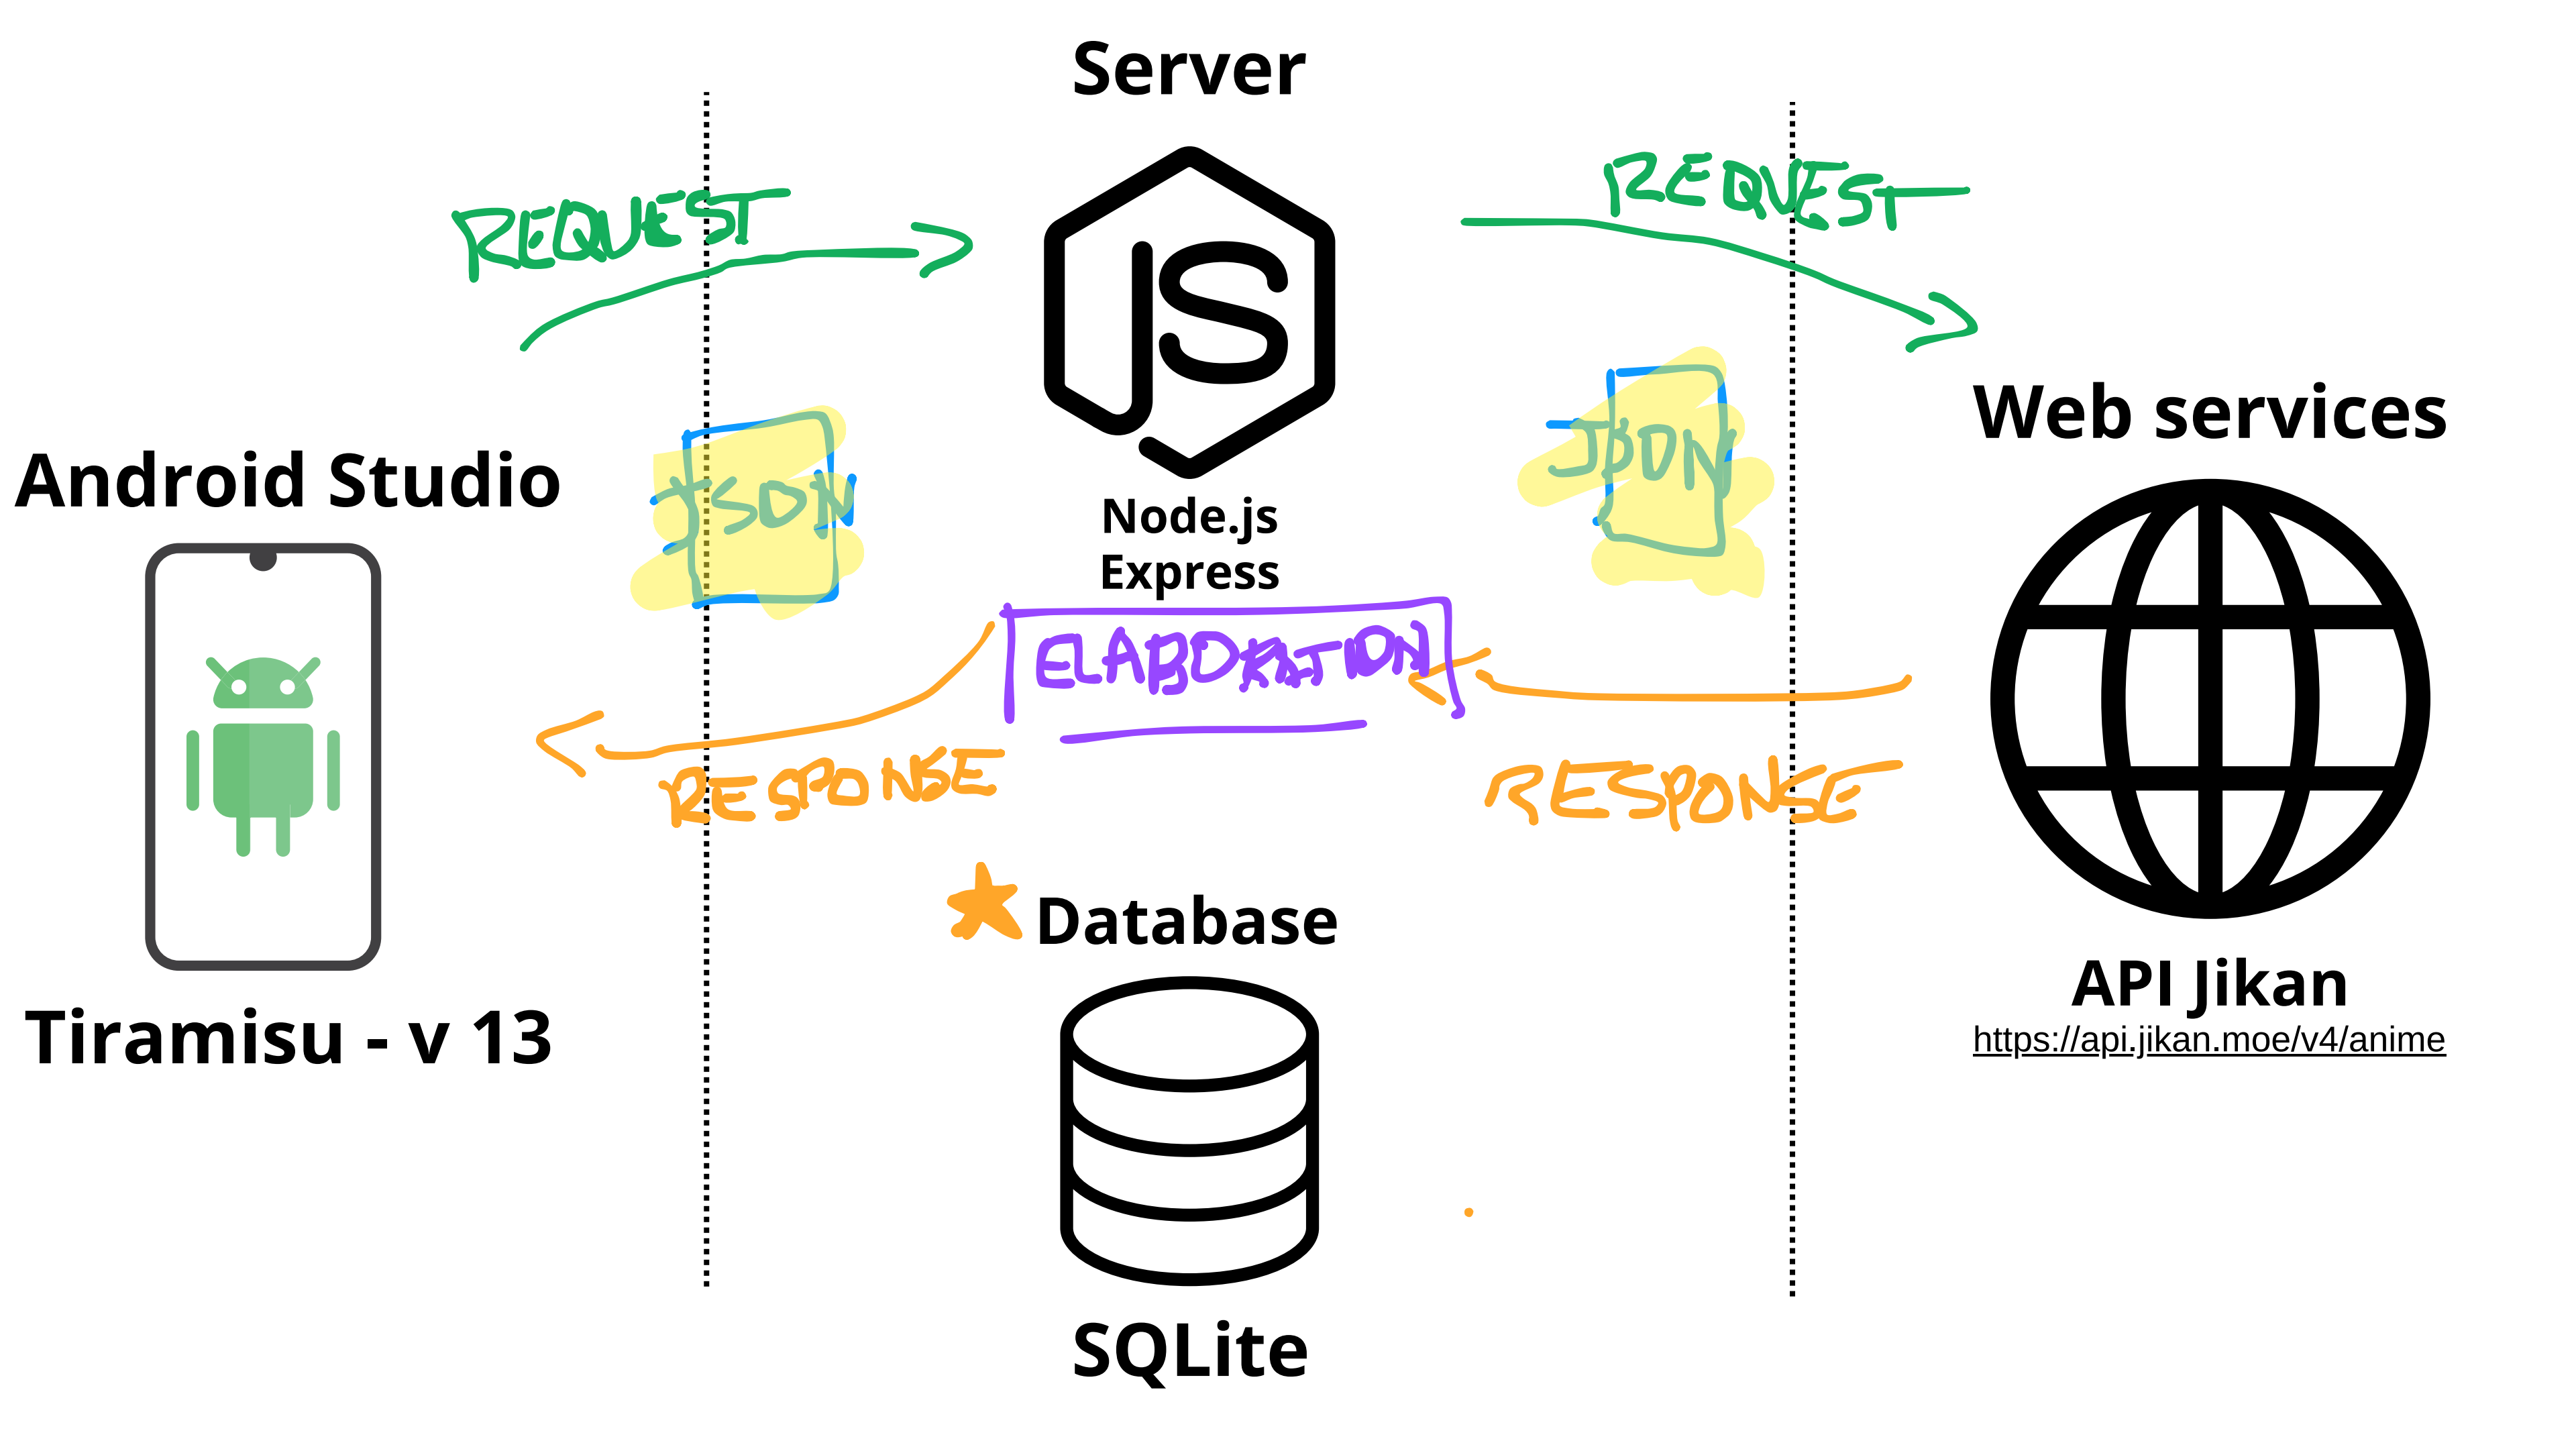 Server
REQUEST
REQUEST
JS
Web services
Android Studio
JSON
JSON
Node.js
Express
ELABORATION
RESPONSE
RESPONSE
Database
API Jikan
https://api.jikan.moe/v4/anime
Tiramisu - v 13
SQLite